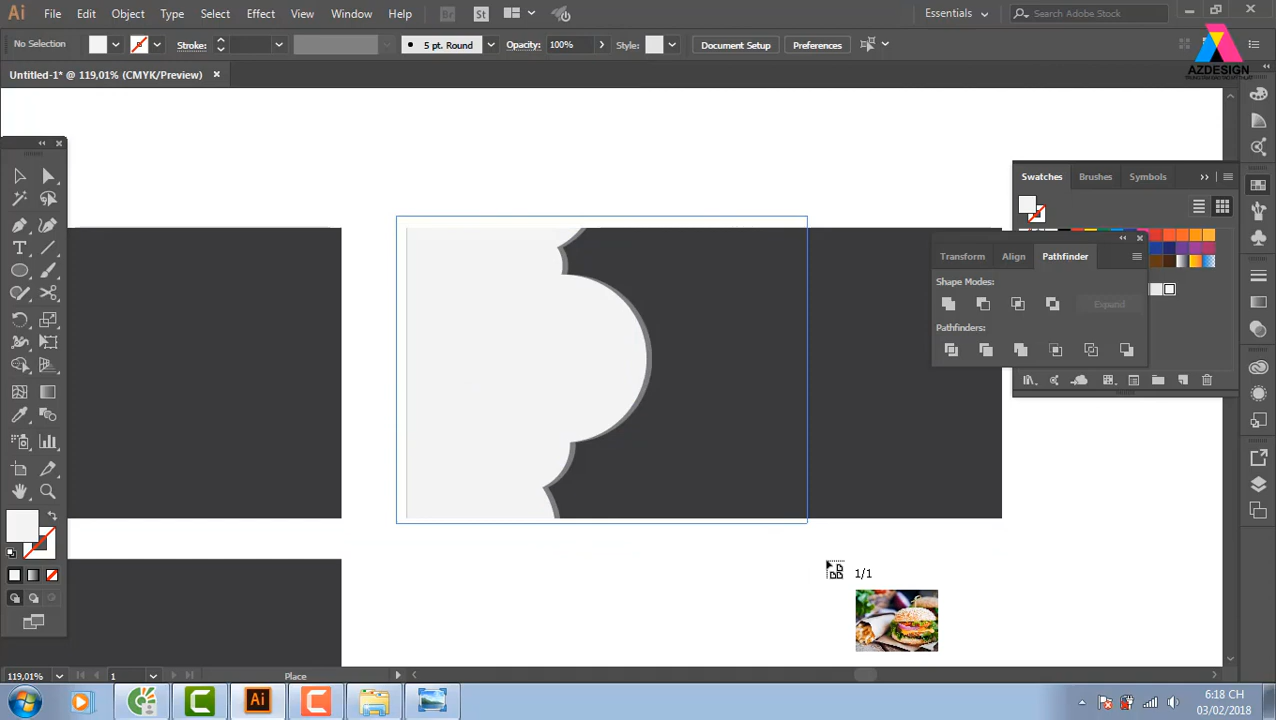 Ai File Edit Object Type Select Effect View Window Help Br St Essentials Search Adobe Stock
No Selection Stroke: 5 pt. Round Opacity: 100% Style: Document Setup Preferences
AZDESIGN
Untitled-1* @ 119,01% (CMYK/Preview)
Swatches Brushes Symbols
Transform Align Pathfinder
Shape Modes:
Expand
Pathfinders:
1/1
119,01% 1 Place
Ai
6:18 CH
03/02/2018